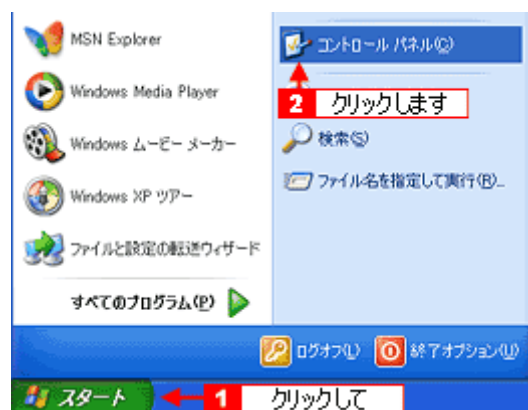 MSN Explorer
Windows Media Player
Windows ムービー メーカー
Windows XP ツアー
ファイルと設定の転送ウィザード
すべてのプログラム(P)
コントロール パネル(C)
2 クリックします
検索(S)
ファイル名を指定して実行(R)...
ログオフ(L)
終了オプション(U)
スタート
1 クリックして